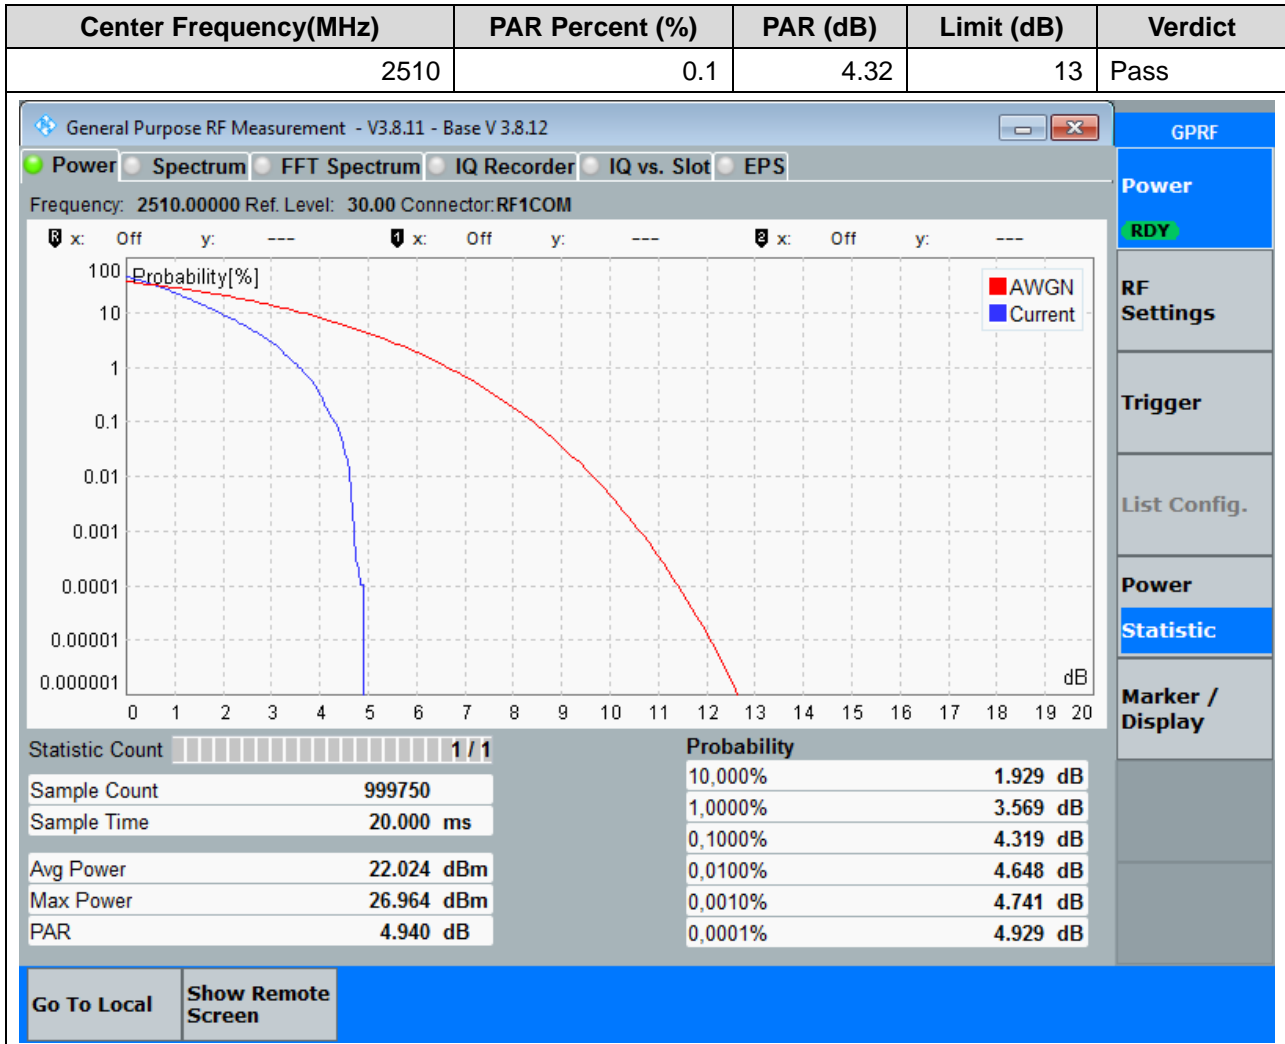 Center Frequency(MHz) PAR Percent (%) PAR (dB) Limit (dB) Verdict
2510 0.1 4.32 13 Pass
General Purpose RF Measurement - V3.8.11 - Base V 3.8.12
GPRF
Power Spectrum FFT Spectrum IQ Recorder IQ vs. Slot EPS
Frequency: 2510.00000 Ref. Level: 30.00 Connector:RF1COM
R x: Off y: --- 1 x: Off y: --- 2 x: Off y: ---
Probability[%]
AWGN
Current
100
10
1
0.1
0.01
0.001
0.0001
0.00001
0.000001
dB
0 1 2 3 4 5 6 7 8 9 10 11 12 13 14 15 16 17 18 19 20
Statistic Count 1 / 1
Sample Count 999750
Sample Time 20.000 ms
Avg Power 22.024 dBm
Max Power 26.964 dBm
PAR 4.940 dB
Probability
10,000% 1.929 dB
1,0000% 3.569 dB
0,1000% 4.319 dB
0,0100% 4.648 dB
0,0010% 4.741 dB
0,0001% 4.929 dB
Power
RDY
RF
Settings
Trigger
List Config.
Power
Statistic
Marker /
Display
Go To Local
Show Remote
Screen